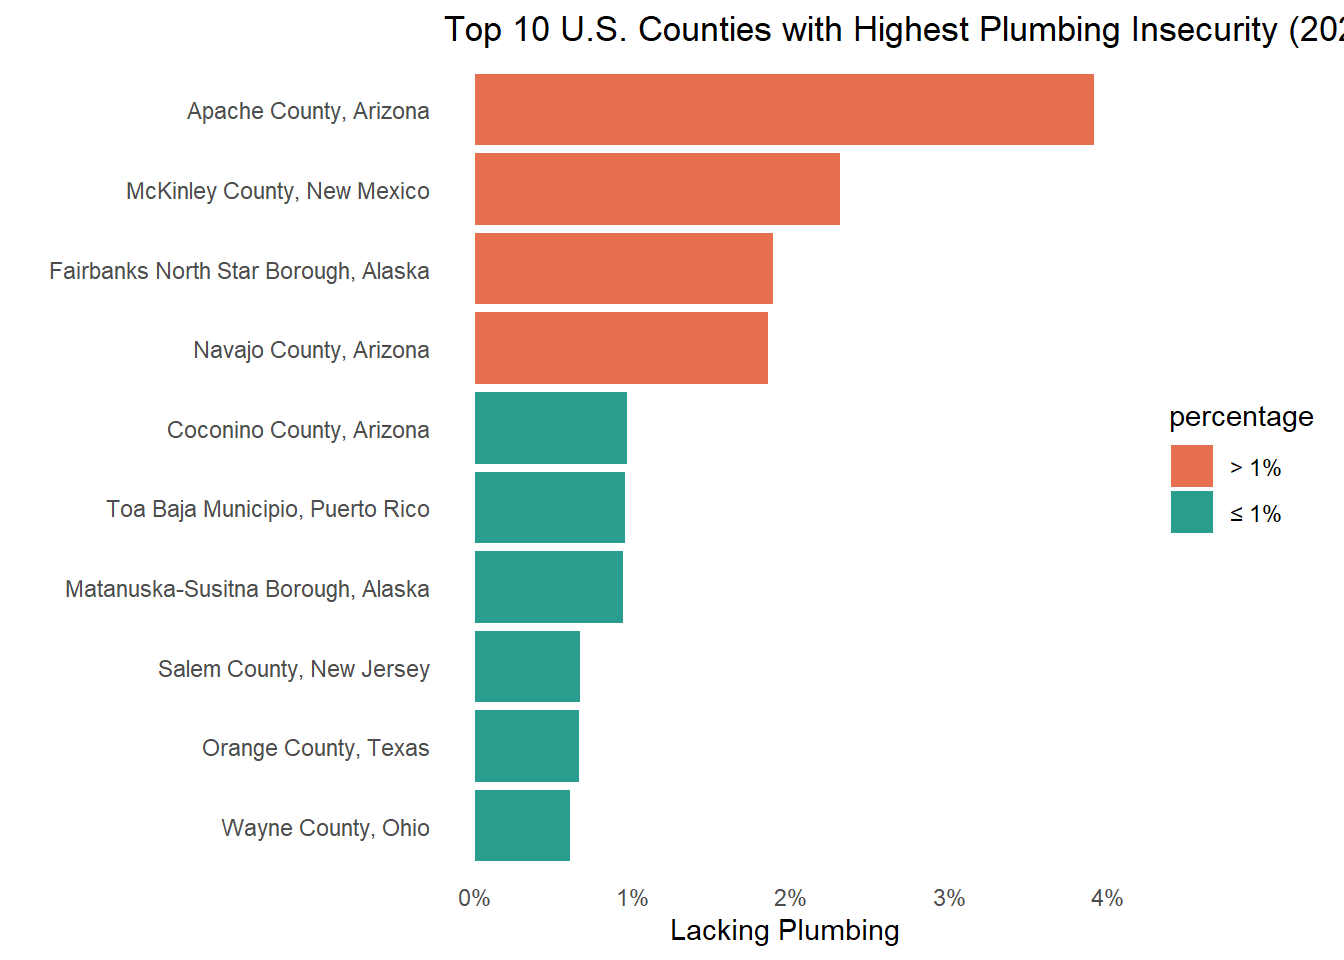 Top 10 U.S. Counties with Highest Plumbing Insecurity (202
Apache County, Arizona
McKinley County, New Mexico
Fairbanks North Star Borough, Alaska
Navajo County, Arizona
Coconino County, Arizona
Toa Baja Municipio, Puerto Rico
Matanuska-Susitna Borough, Alaska
Salem County, New Jersey
Orange County, Texas
Wayne County, Ohio
0% 1% 2% 3% 4%
Lacking Plumbing
percentage
> 1%
≤ 1%